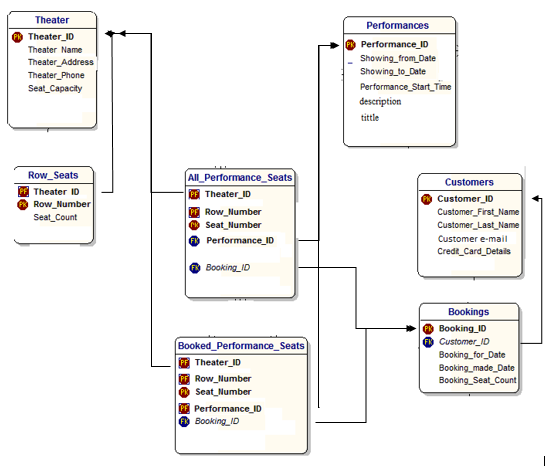 Theater
PK Theater_ID
Theater_Name
Theater_Address
Theater_Phone
Seat_Capacity
Performances
PK Performance_ID
Showing_from_Date
Showing_to_Date
Performance_Start_Time
description
tittle
Row_Seats
PF Theater_ID
PK Row_Number
Seat_Count
All_Performance_Seats
PF Theater_ID
PF Row_Number
PK Seat_Number
FK Performance_ID
FK Booking_ID
Customers
PK Customer_ID
Customer_First_Name
Customer_Last_Name
Customer e-mail
Credit_Card_Details
Booked_Performance_Seats
PF Theater_ID
PF Row_Number
PK Seat_Number
PF Performance_ID
FK Booking_ID
Bookings
PK Booking_ID
FK Customer_ID
Booking_for_Date
Booking_made_Date
Booking_Seat_Count